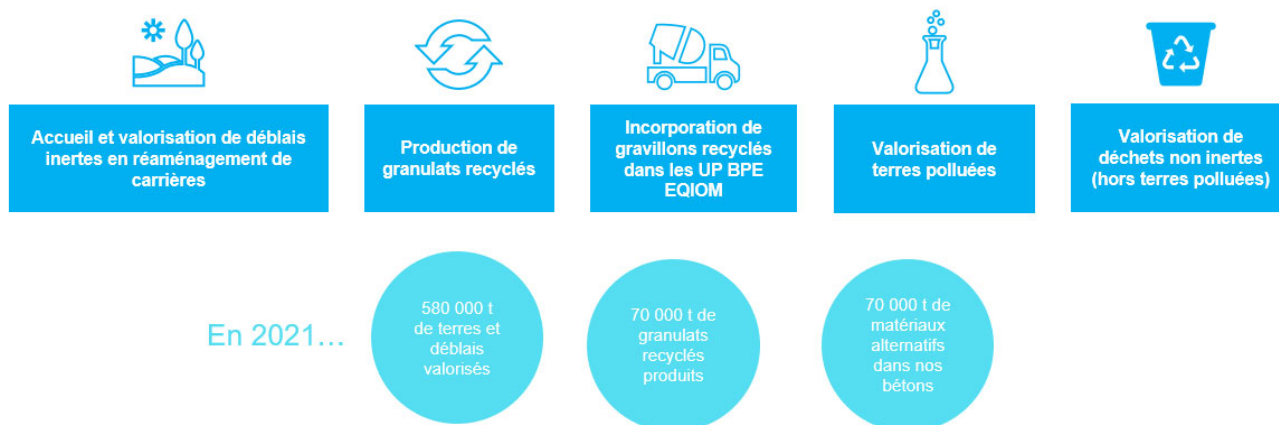 Accueil et valorisation de déblais
inertes en réaménagement de
carrières
Production de
granulats recyclés
Incorporation de
gravillons recyclés
dans les UP BPE
EQIOM
Valorisation de
terres polluées
Valorisation de
déchets non inertes
(hors terres polluées)
En 2021...
580 000 t
de terres et
déblais
valorisés
70 000 t de
granulats
recyclés
produits
70 000 t de
matériaux
alternatifs
dans nos
bétons